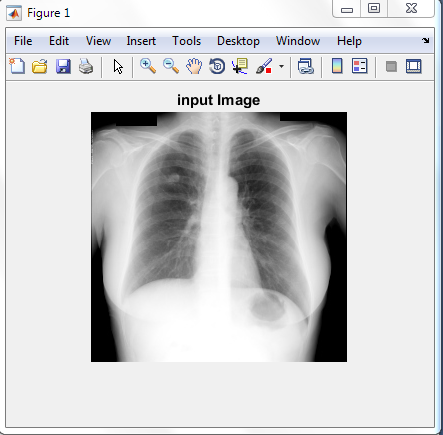 Figure 1
File Edit View Insert Tools Desktop Window Help
input Image